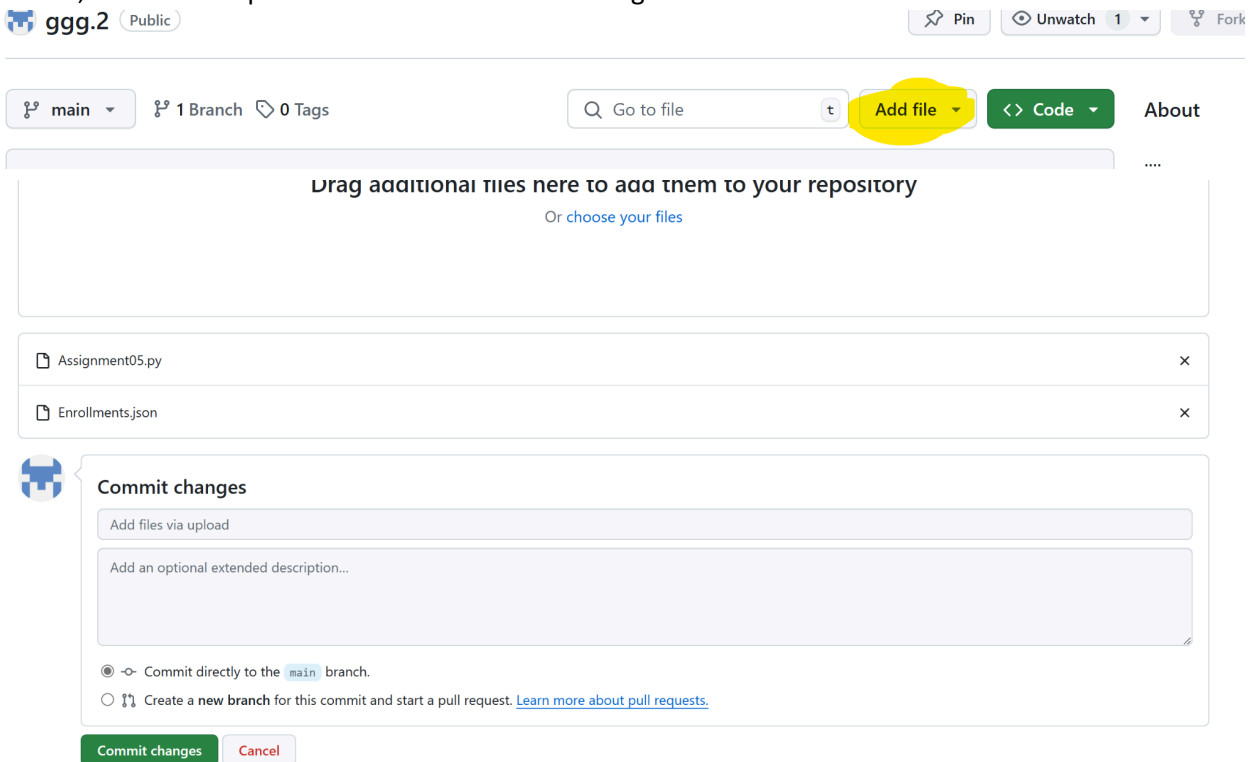 ggg.2 Public Pin Unwatch 1 Fork
main 1 Branch 0 Tags Go to file t Add file <> Code About
....
Drag additional files here to add them to your repository
Or choose your files
Assignment05.py ×
Enrollments.json ×
Commit changes
Add files via upload
Add an optional extended description...
Commit directly to the main branch.
Create a new branch for this commit and start a pull request. Learn more about pull requests.
Commit changes Cancel